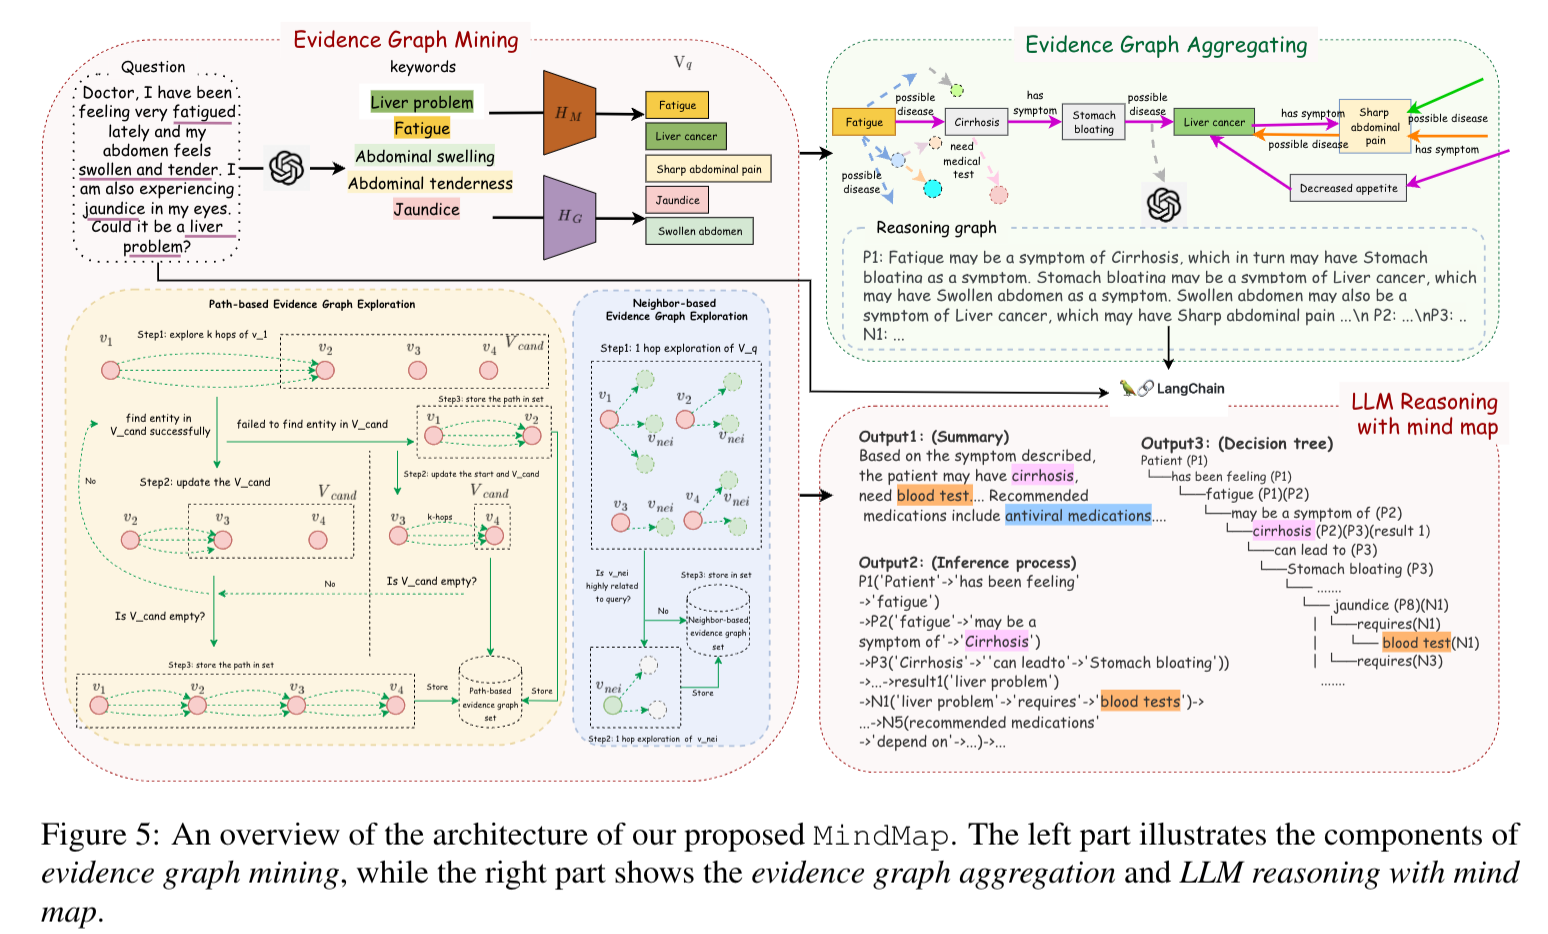 Evidence Graph Mining
Question
Doctor, I have been
feeling very fatigued
lately and my
abdomen feels
swollen and tender. I
am also experiencing
jaundice in my eyes.
Could it be a liver
problem?
keywords
Liver problem
Fatigue
Abdominal swelling
Abdominal tenderness
Jaundice
H_M
H_G
V_q
Fatigue
Liver cancer
Sharp abdominal pain
Jaundice
Swollen abdomen
Path-based Evidence Graph Exploration
Step1: explore k hops of v_1
v_1
v_2
v_3
v_4
V_cand
find entity in
V_cand successfully
failed to find entity in V_cand
Step3: store the path in set
v_1
v_2
No
Step2: update the V_cand
Step2: update the start and V_cand
V_cand
v_2
v_3
v_4
V_cand
v_3
k-hops
v_4
Is V_cand empty?
No
Is V_cand empty?
Step3: store the path in set
v_1
v_2
v_3
v_4
Store
Path-based
evidence graph
set
Store
Neighbor-based
Evidence Graph Exploration
Step1: 1 hop exploration of V_q
v_1
v_nei
v_2
v_nei
v_3
v_nei
v_4
v_nei
Is v_nei
highly related
to query?
No
Step3: store in set
Neighbor-based
evidence graph
set
v_nei
Store
Step2: 1 hop exploration of v_nei
Evidence Graph Aggregating
Fatigue
possible
disease
Cirrhosis
has
symptom
Stomach
bloating
possible
disease
Liver cancer
has symptom
possible disease
Sharp
abdominal
pain
possible disease
has symptom
need
medical
test
possible
disease
Decreased appetite
Reasoning graph
P1: Fatigue may be a symptom of Cirrhosis, which in turn may have Stomach
bloating as a symptom. Stomach bloating may be a symptom of Liver cancer, which
may have Swollen abdomen as a symptom. Swollen abdomen may also be a
symptom of Liver cancer, which may have Sharp abdominal pain ...\n P2: ...\nP3: ..
N1: ...
LangChain
LLM Reasoning
with mind map
Output1: (Summary)
Based on the symptom described,
the patient may have cirrhosis,
need blood test.... Recommended
medications include antiviral medications....
Output2: (Inference process)
P1('Patient'->'has been feeling'
->'fatigue')
->P2('fatigue'->'may be a
symptom of'->'Cirrhosis')
->P3('Cirrhosis'->''can leadto'->'Stomach bloating'))
->...->result1('liver problem')
->N1('liver problem'->'requires'->'blood tests')->
...->N5(recommended medications'
->'depend on'->...)->...
Output3: (Decision tree)
Patient (P1)
has been feeling (P1)
fatigue (P1)(P2)
may be a symptom of (P2)
cirrhosis (P2)(P3)(result 1)
can lead to (P3)
Stomach bloating (P3)
.......
jaundice (P8)(N1)
requires(N1)
blood test(N1)
requires(N3)
.......
Figure 5: An overview of the architecture of our proposed MindMap. The left part illustrates the components of
evidence graph mining, while the right part shows the evidence graph aggregation and LLM reasoning with mind
map.